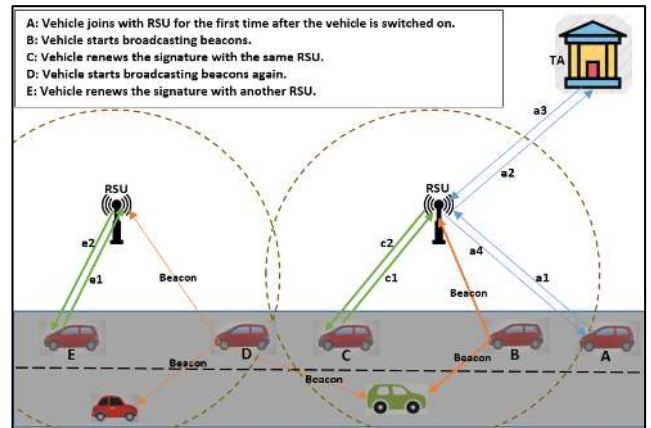 A: Vehicle joins with RSU for the first time after the vehicle is switched on.
B: Vehicle starts broadcasting beacons.
C: Vehicle renews the signature with the same RSU.
D: Vehicle starts broadcasting beacons again.
E: Vehicle renews the signature with another RSU.
TA
a3
a2
RSU
RSU
e2
e1
Beacon
c2
c1
a4
a1
Beacon
E
D
C
B
A
Beacon
Beacon
Beacon